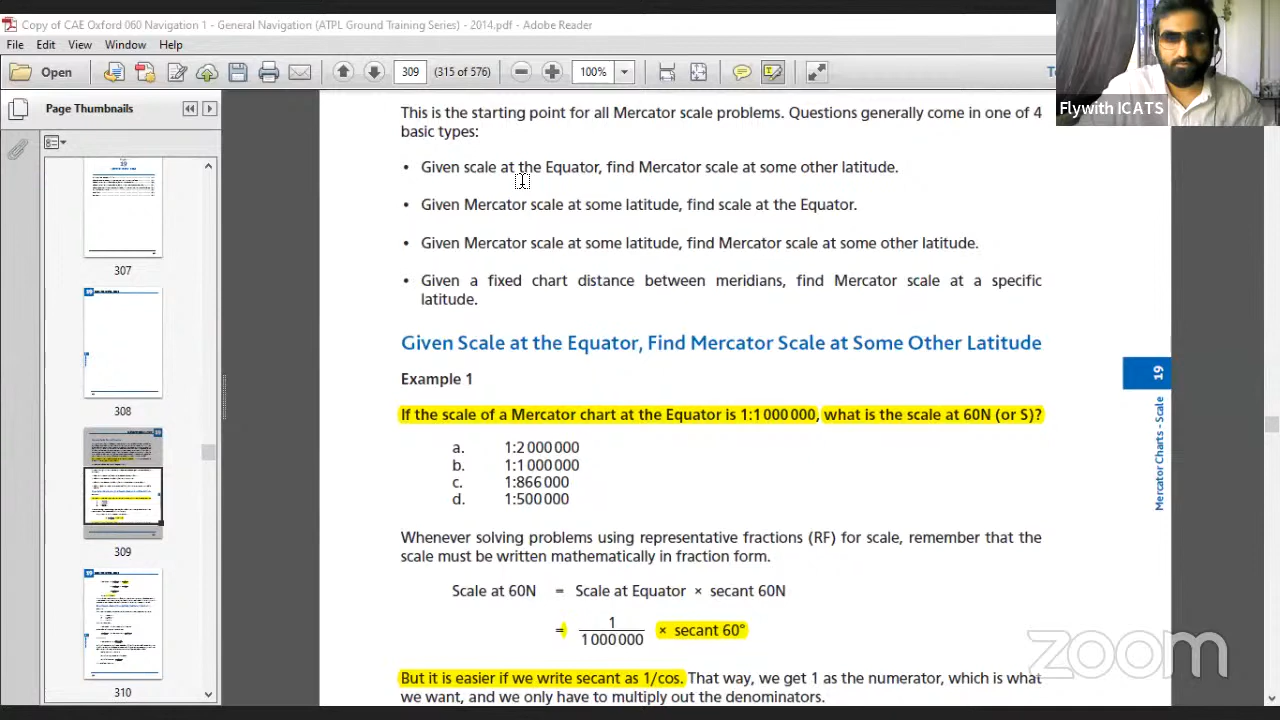 Copy of CAE Oxford 060 Navigation 1 - General Navigation (ATPL Ground Training Series) - 2014.pdf - Adobe Reader
File Edit View Window Help
Open 309 (315 of 576) 100% To
Page Thumbnails
307
308
309
310
Flywith ICATS
This is the starting point for all Mercator scale problems. Questions generally come in one of 4
basic types:
• Given scale at the Equator, find Mercator scale at some other latitude.
• Given Mercator scale at some latitude, find scale at the Equator.
• Given Mercator scale at some latitude, find Mercator scale at some other latitude.
• Given a fixed chart distance between meridians, find Mercator scale at a specific
latitude.
Given Scale at the Equator, Find Mercator Scale at Some Other Latitude
Example 1
If the scale of a Mercator chart at the Equator is 1:1 000 000, what is the scale at 60N (or S)?
a. 1:2 000 000
b. 1:1 000 000
c. 1:866 000
d. 1:500 000
Whenever solving problems using representative fractions (RF) for scale, remember that the
scale must be written mathematically in fraction form.
Scale at 60N = Scale at Equator × secant 60N
= 1
1 000 000 × secant 60°
But it is easier if we write secant as 1/cos. That way, we get 1 as the numerator, which is what
we want, and we only have to multiply out the denominators.
19
Mercator Charts - Scale
zoom